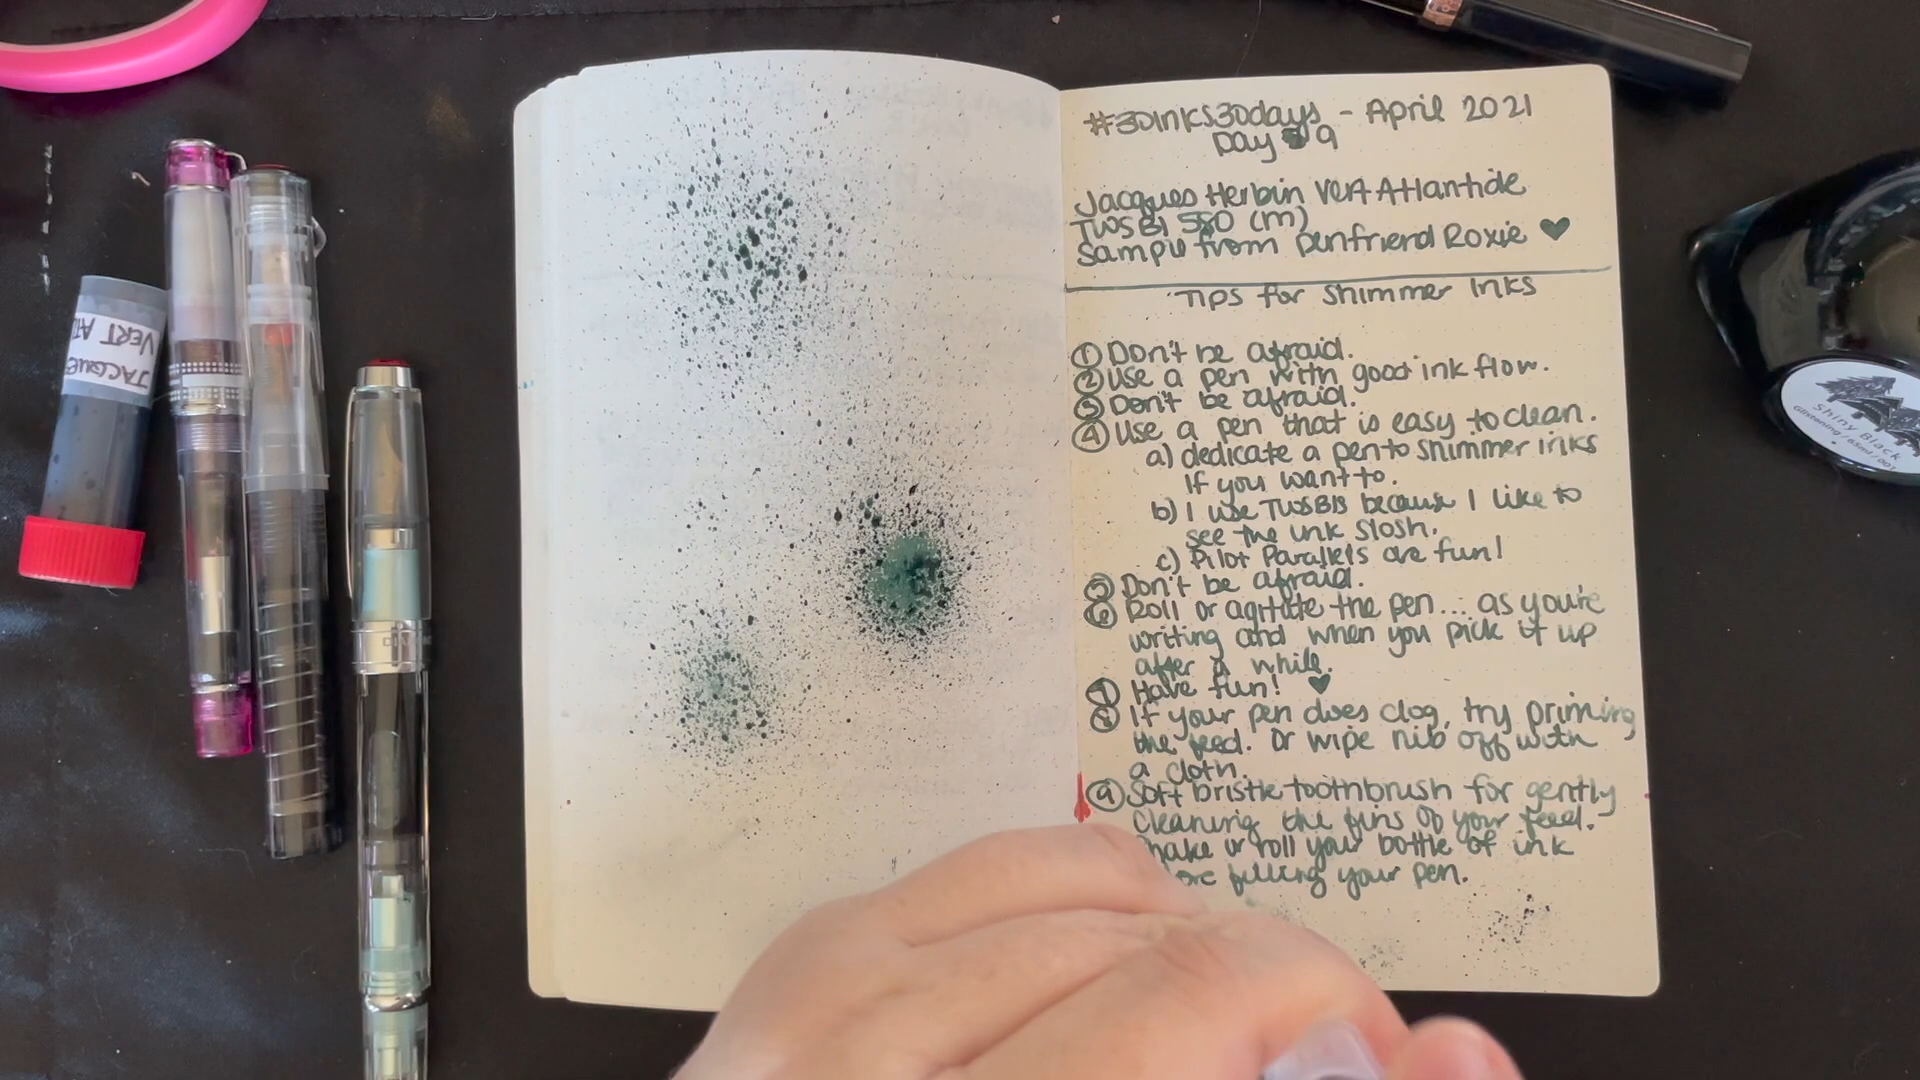 #30inks30days - April 2021
Day 9
Jacques Herbin Vert Atlantide
TWSBI 580 (m)
Sample from penfriend Roxie ♥
Tips for Shimmer Inks
① Don't be afraid.
② Use a pen with good ink flow.
③ Don't be afraid.
④ Use a pen that is easy to clean.
a) dedicate a pen to shimmer inks
if you want to.
b) I use TWSBIs because I like to
see the ink slosh.
c) Pilot Parallels are fun!
⑤ Don't be afraid.
⑥ Roll or agitate the pen... as you're
writing and when you pick it up
after a while.
⑦ Have fun! ♥
⑧ If your pen does clog, try priming
the feed. Or wipe nib off with
a cloth.
⑨ Soft bristle toothbrush for gently
cleaning the fins of your feed.
hake or roll your bottle of ink
ore filling your pen.
JACQUE
VERT ATL
Shiny Black